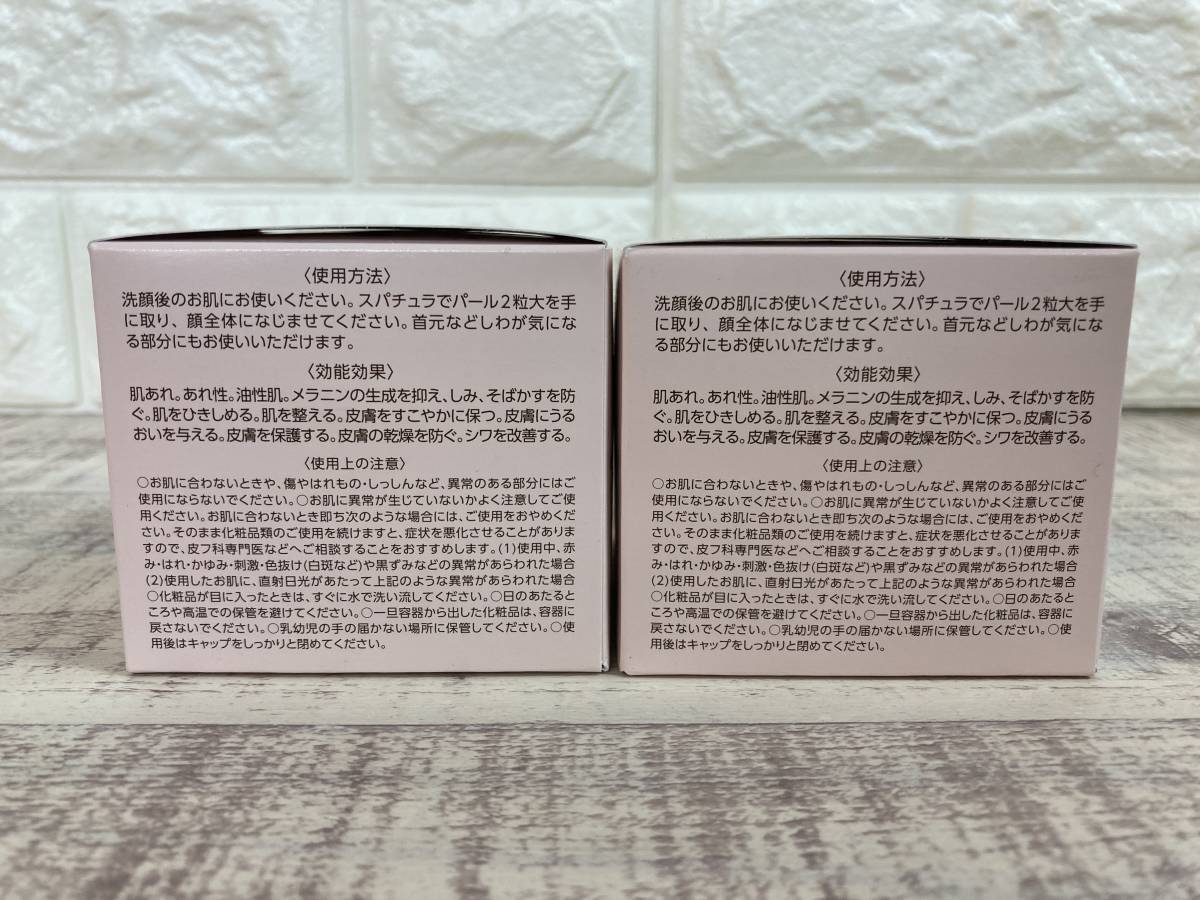 〈使用方法〉
洗顔後のお肌にお使いください。スパチュラでパール2粒大を手
に取り、顔全体になじませてください。首元などしわが気にな
る部分にもお使いいただけます。
〈効能効果〉
肌あれ。あれ性。油性肌。メラニンの生成を抑え、しみ、そばかすを防
ぐ。肌をひきしめる。肌を整える。皮膚をすこやかに保つ。皮膚にうる
おいを与える。皮膚を保護する。皮膚の乾燥を防ぐ。シワを改善する。
〈使用上の注意〉
○お肌に合わないときや、傷やはれもの・しっしんなど、異常のある部分にはご
使用にならないでください。○お肌に異常が生じていないかよく注意してご使
用ください。お肌に合わないとき即ち次のような場合には、ご使用をおやめくだ
さい。そのまま化粧品類のご使用を続けますと、症状を悪化させることがありま
すので、皮フ科専門医などへご相談することをおすすめします。(1)使用中、赤
み・はれ・かゆみ・刺激・色抜け(白斑など)や黒ずみなどの異常があらわれた場合
(2)使用したお肌に、直射日光があたって上記のような異常があらわれた場合
○化粧品が目に入ったときは、すぐに水で洗い流してください。○日のあたると
ころや高温での保管を避けてください。○一旦容器から出した化粧品は、容器に
戻さないでください。○乳幼児の手の届かない場所に保管してください。○使
用後はキャップをしっかりと閉めてください。
〈使用方法〉
洗顔後のお肌にお使いください。スパチュラでパール2粒大を手
に取り、顔全体になじませてください。首元などしわが気にな
る部分にもお使いいただけます。
〈効能効果〉
肌あれ。あれ性。油性肌。メラニンの生成を抑え、しみ、そばかすを防
ぐ。肌をひきしめる。肌を整える。皮膚をすこやかに保つ。皮膚にうる
おいを与える。皮膚を保護する。皮膚の乾燥を防ぐ。シワを改善する。
〈使用上の注意〉
○お肌に合わないときや、傷やはれもの・しっしんなど、異常のある部分にはご
使用にならないでください。○お肌に異常が生じていないかよく注意してご使
用ください。お肌に合わないとき即ち次のような場合には、ご使用をおやめくだ
さい。そのまま化粧品類のご使用を続けますと、症状を悪化させることがありま
すので、皮フ科専門医などへご相談することをおすすめします。(1)使用中、赤
み・はれ・かゆみ・刺激・色抜け(白斑など)や黒ずみなどの異常があらわれた場合
(2)使用したお肌に、直射日光があたって上記のような異常があらわれた場合
○化粧品が目に入ったときは、すぐに水で洗い流してください。○日のあたると
ころや高温での保管を避けてください。○一旦容器から出した化粧品は、容器に
戻さないでください。○乳幼児の手の届かない場所に保管してください。○使
用後はキャップをしっかりと閉めてください。